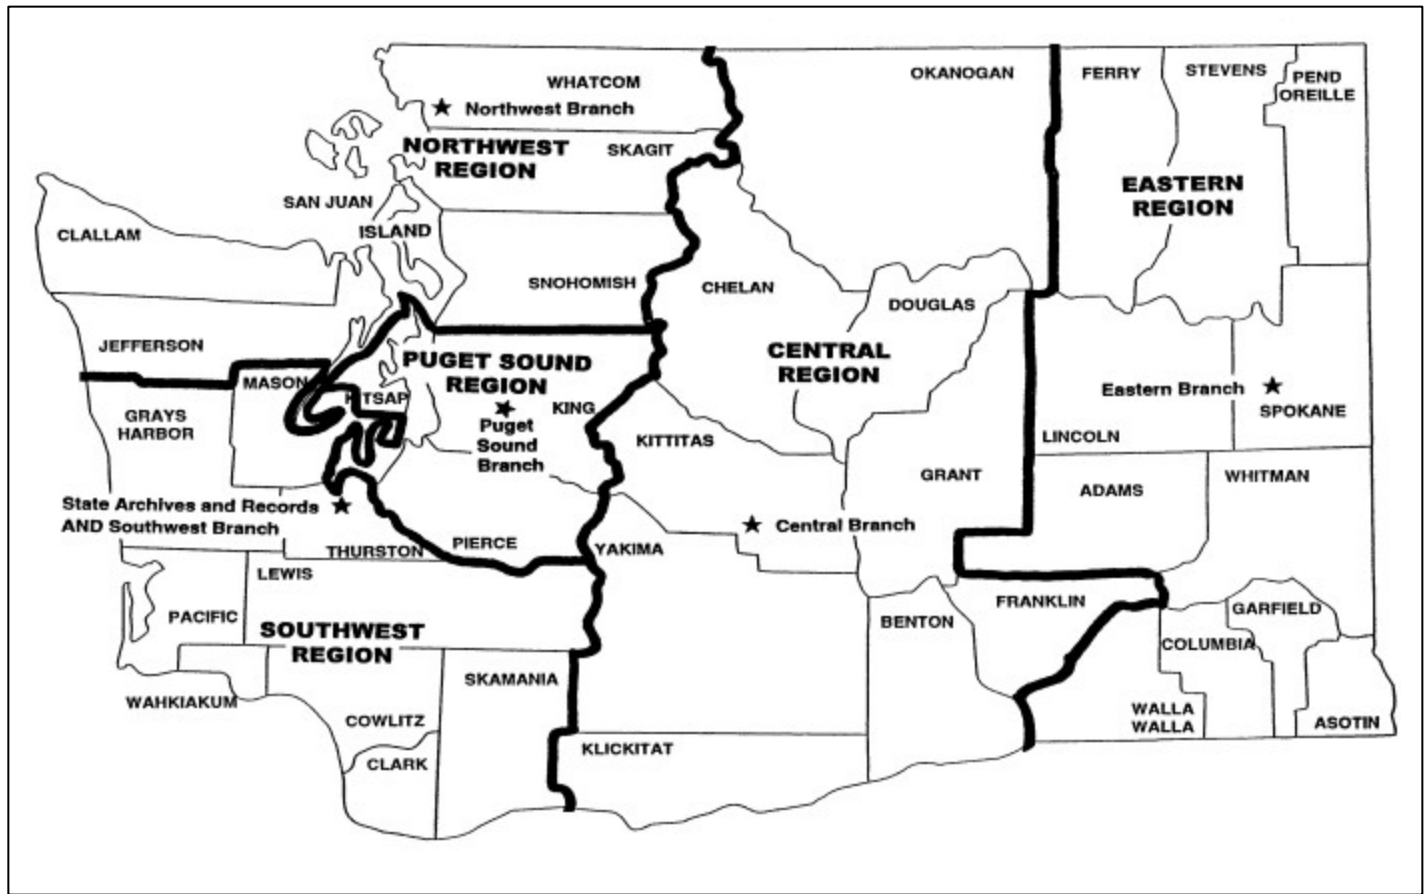 WHATCOM
Northwest Branch
NORTHWEST
REGION
SKAGIT
SAN JUAN
ISLAND
CLALLAM
SNOHOMISH
JEFFERSON
OKANOGAN
FERRY
STEVENS
PEND
OREILLE
EASTERN
REGION
CHELAN
DOUGLAS
PUGET SOUND
REGION
MASON
KITSAP
KING
Puget
Sound
Branch
GRAYS
HARBOR
CENTRAL
REGION
Eastern Branch
SPOKANE
KITTITAS
LINCOLN
GRANT
ADAMS
WHITMAN
State Archives and Records
AND Southwest Branch
Central Branch
THURSTON
PIERCE
YAKIMA
LEWIS
PACIFIC
SOUTHWEST
REGION
BENTON
FRANKLIN
GARFIELD
COLUMBIA
WAHKIAKUM
SKAMANIA
COWLITZ
CLARK
KLICKITAT
WALLA
WALLA
ASOTIN